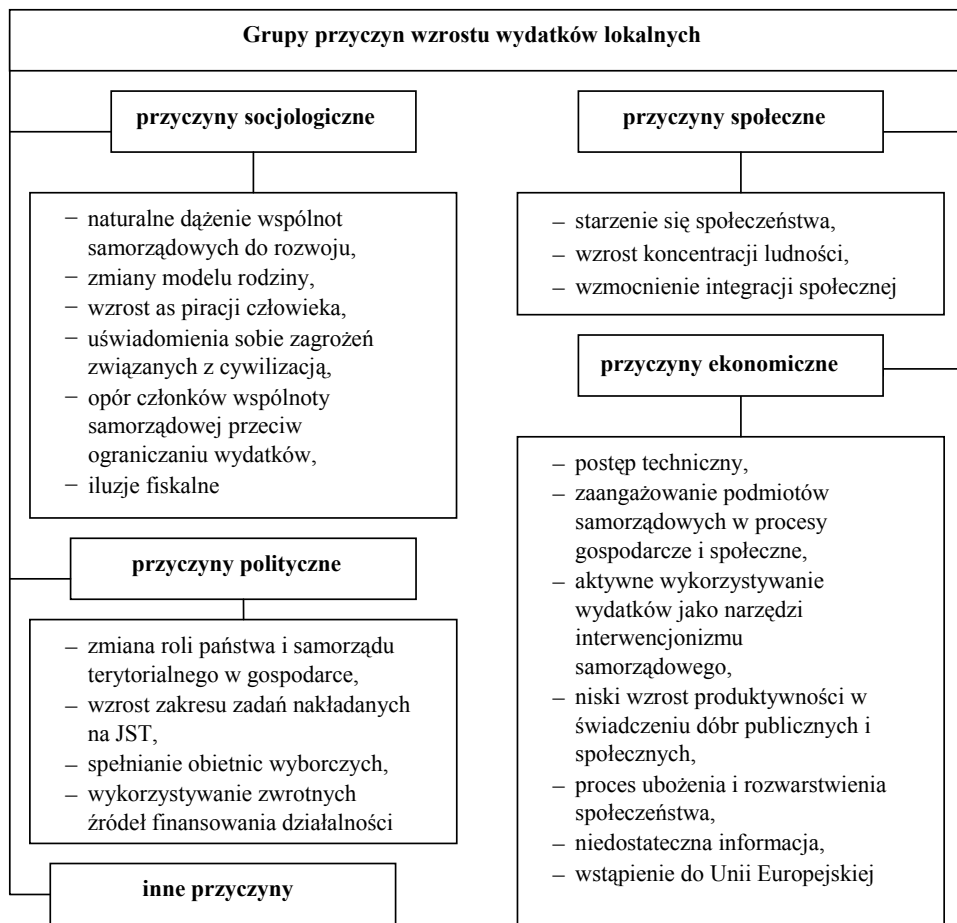 Grupy przyczyn wzrostu wydatków lokalnych
przyczyny socjologiczne
− naturalne dążenie wspólnot
samorządowych do rozwoju,
− zmiany modelu rodziny,
− wzrost as piracji człowieka,
− uświadomienia sobie zagrożeń
związanych z cywilizacją,
− opór członków wspólnoty
samorządowej przeciw
ograniczaniu wydatków,
− iluzje fiskalne
przyczyny polityczne
– zmiana roli państwa i samorządu
terytorialnego w gospodarce,
– wzrost zakresu zadań nakładanych
na JST,
– spełnianie obietnic wyborczych,
– wykorzystywanie zwrotnych
źródeł finansowania działalności
inne przyczyny
przyczyny społeczne
– starzenie się społeczeństwa,
– wzrost koncentracji ludności,
– wzmocnienie integracji społecznej
przyczyny ekonomiczne
– postęp techniczny,
– zaangażowanie podmiotów
samorządowych w procesy
gospodarcze i społeczne,
– aktywne wykorzystywanie
wydatków jako narzędzi
interwencjonizmu
samorządowego,
– niski wzrost produktywności w
świadczeniu dóbr publicznych i
społecznych,
– proces ubożenia i rozwarstwienia
społeczeństwa,
– niedostateczna informacja,
– wstąpienie do Unii Europejskiej